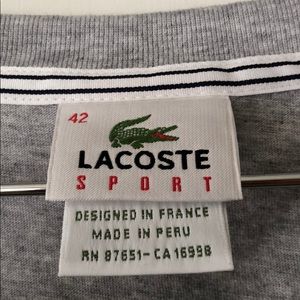 42
LACOSTE
SPORT
DESIGNED IN FRANCE
MADE IN PERU
RN 87651-CA 16998